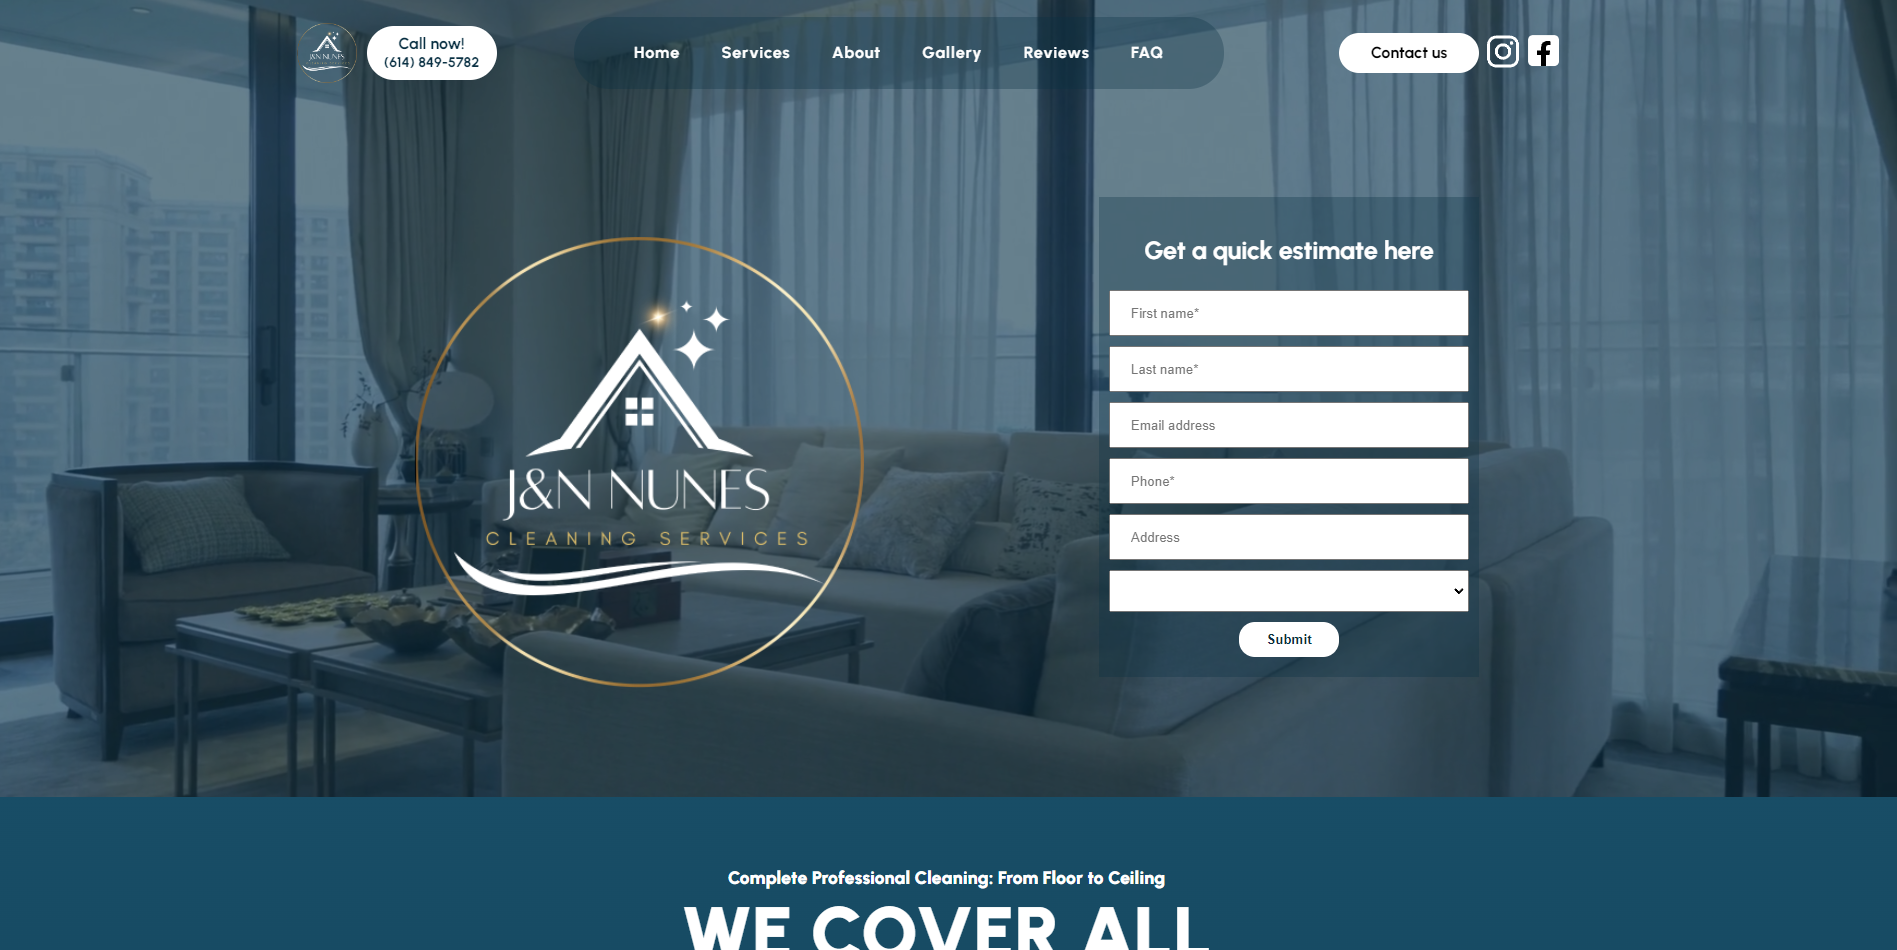 Call now!
(614) 849-5782
Home
Services
About
Gallery
Reviews
FAQ
Contact us
J&N NUNES
CLEANING SERVICES
Get a quick estimate here
First name*
Last name*
Email address
Phone*
Address
Submit
Complete Professional Cleaning: From Floor to Ceiling
WE COVER ALL